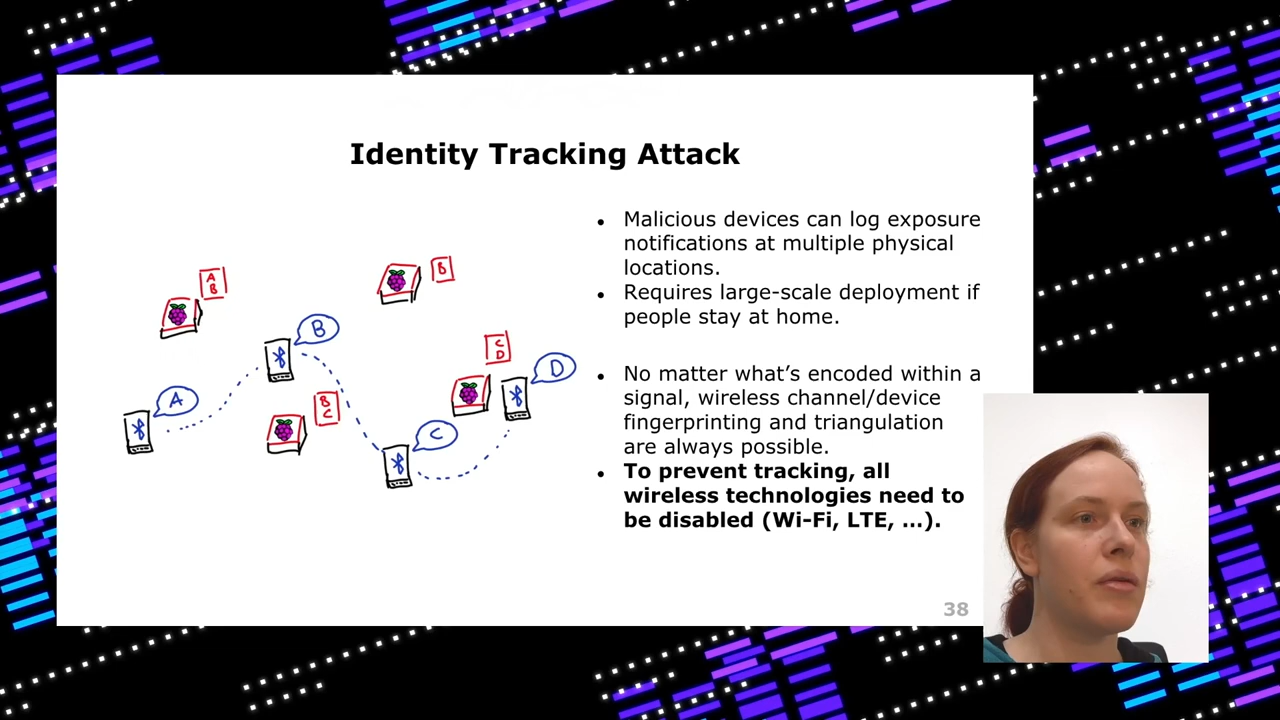 Identity Tracking Attack
• Malicious devices can log exposure
notifications at multiple physical
locations.
• Requires large-scale deployment if
people stay at home.
• No matter what’s encoded within a
signal, wireless channel/device
fingerprinting and triangulation
are always possible.
• To prevent tracking, all
wireless technologies need to
be disabled (Wi-Fi, LTE, ...).
A
B
B
B
A
B
C
C
D
D
C
38